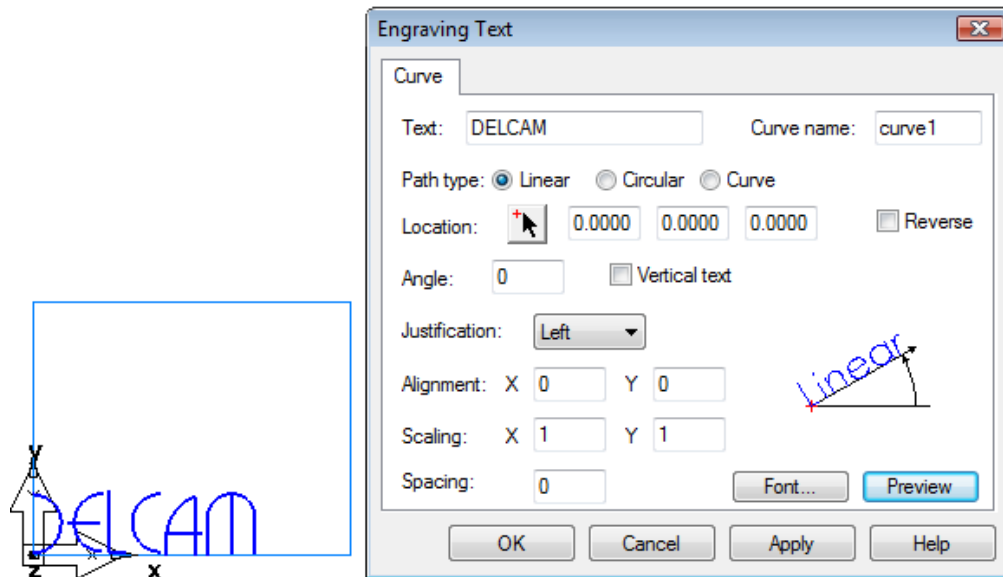 Engraving Text
Curve
Text: DELCAM Curve name: curve1
Path type: Linear Circular Curve
Location: 0.0000 0.0000 0.0000 Reverse
Angle: 0 Vertical text
Justification: Left
Linear
Alignment: X 0 Y 0
Scaling: X 1 Y 1
Spacing: 0 Font... Preview
OK Cancel Apply Help
y
DELCAM
z x